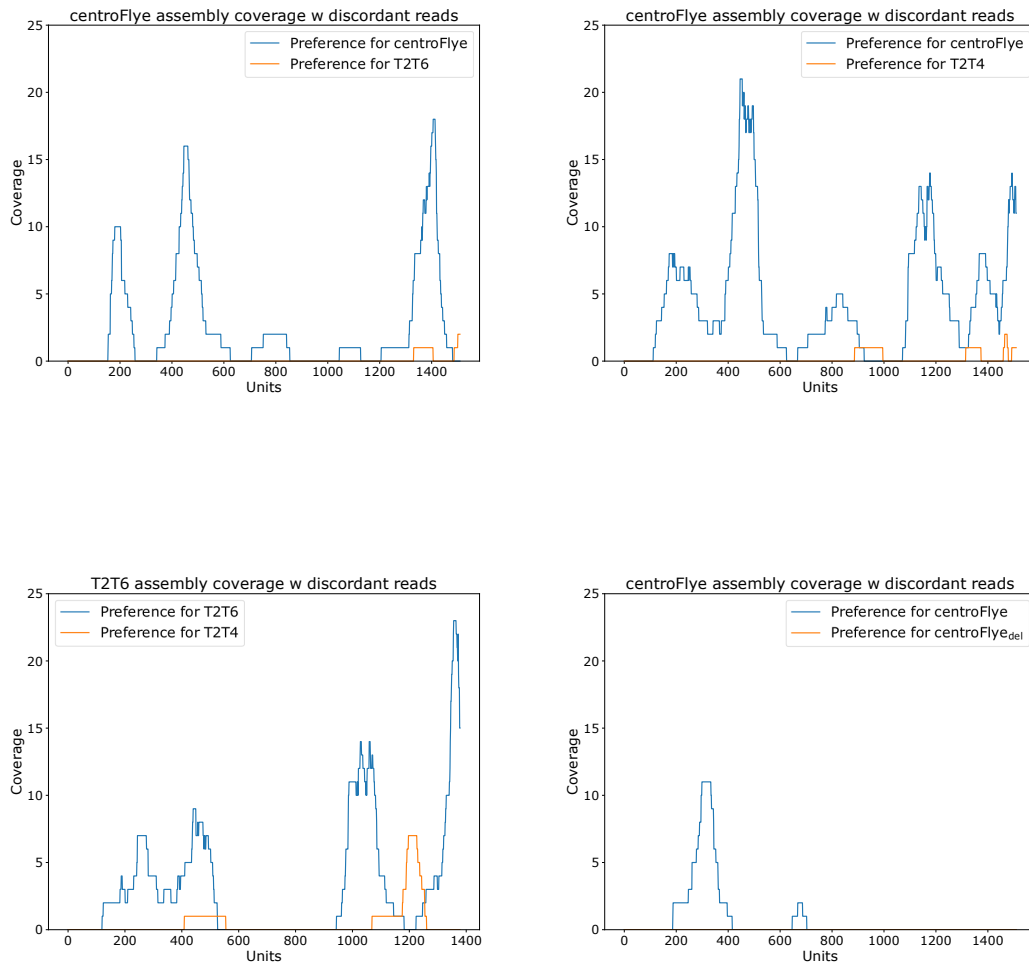 centroFlye assembly coverage w discordant reads
25
20
15
10
5
0
Coverage
Preference for centroFlye
Preference for T2T6
0 200 400 600 800 1000 1200 1400
Units
centroFlye assembly coverage w discordant reads
25
20
15
10
5
0
Coverage
Preference for centroFlye
Preference for T2T4
0 200 400 600 800 1000 1200 1400
Units
T2T6 assembly coverage w discordant reads
25
20
15
10
5
0
Coverage
Preference for T2T6
Preference for T2T4
0 200 400 600 800 1000 1200 1400
Units
centroFlye assembly coverage w discordant reads
25
20
15
10
5
0
Coverage
Preference for centroFlye
Preference for centroFlyedel
0 200 400 600 800 1000 1200 1400
Units